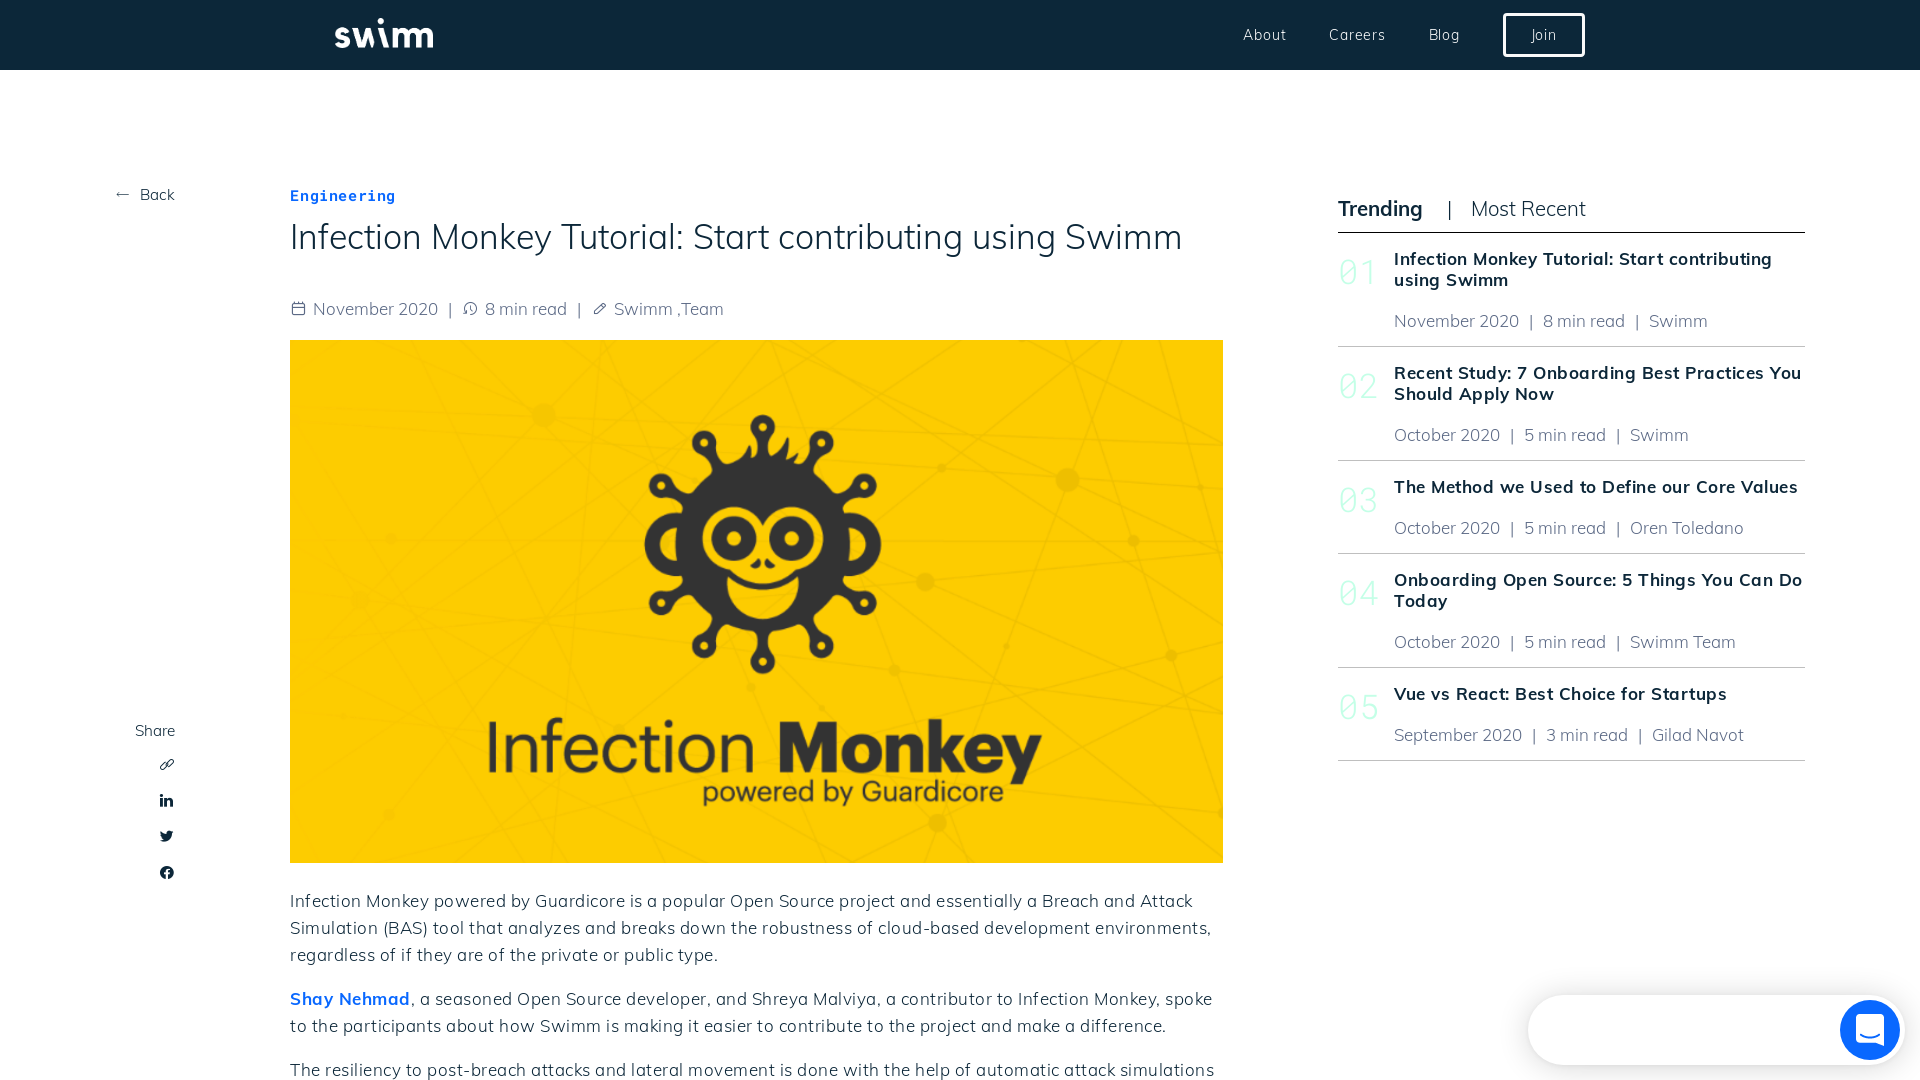 swimm
About
Careers
Blog
Join
Back
Engineering
Infection Monkey Tutorial: Start contributing using Swimm
November 2020 | 8 min read | Swimm ,Team
Infection Monkey
powered by Guardicore
Infection Monkey powered by Guardicore is a popular Open Source project and essentially a Breach and Attack
Simulation (BAS) tool that analyzes and breaks down the robustness of cloud-based development environments,
regardless of if they are of the private or public type.
Shay Nehmad, a seasoned Open Source developer, and Shreya Malviya, a contributor to Infection Monkey, spoke
to the participants about how Swimm is making it easier to contribute to the project and make a difference.
The resiliency to post-breach attacks and lateral movement is done with the help of automatic attack simulations
Share
Trending | Most Recent
01
Infection Monkey Tutorial: Start contributing
using Swimm
November 2020 | 8 min read | Swimm
02
Recent Study: 7 Onboarding Best Practices You
Should Apply Now
October 2020 | 5 min read | Swimm
03
The Method we Used to Define our Core Values
October 2020 | 5 min read | Oren Toledano
04
Onboarding Open Source: 5 Things You Can Do
Today
October 2020 | 5 min read | Swimm Team
05
Vue vs React: Best Choice for Startups
September 2020 | 3 min read | Gilad Navot